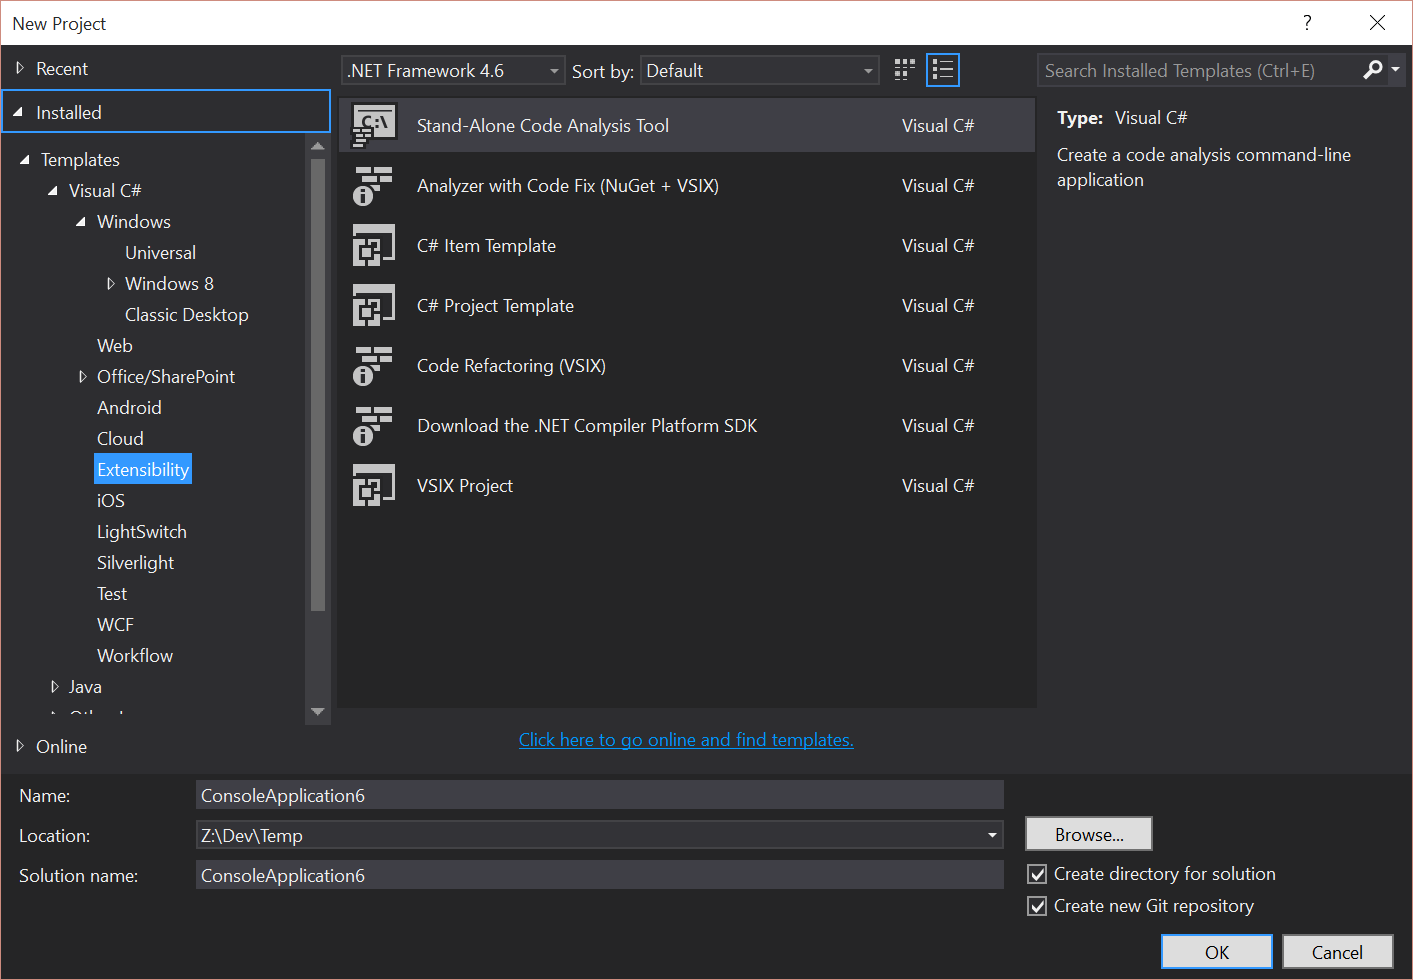 New Project
?
Recent
.NET Framework 4.6
Sort by:
Default
Search Installed Templates (Ctrl+E)
Installed
Templates
Visual C#
Windows
Universal
Windows 8
Classic Desktop
Web
Office/SharePoint
Android
Cloud
Extensibility
iOS
LightSwitch
Silverlight
Test
WCF
Workflow
Java
Online
C:\
Stand-Alone Code Analysis Tool Visual C#
Analyzer with Code Fix (NuGet + VSIX) Visual C#
C# Item Template Visual C#
C# Project Template Visual C#
Code Refactoring (VSIX) Visual C#
Download the .NET Compiler Platform SDK Visual C#
VSIX Project Visual C#
Click here to go online and find templates.
Type: Visual C#
Create a code analysis command-line
application
Name: ConsoleApplication6
Location: Z:\Dev\Temp
Browse...
Solution name: ConsoleApplication6
Create directory for solution
Create new Git repository
OK
Cancel